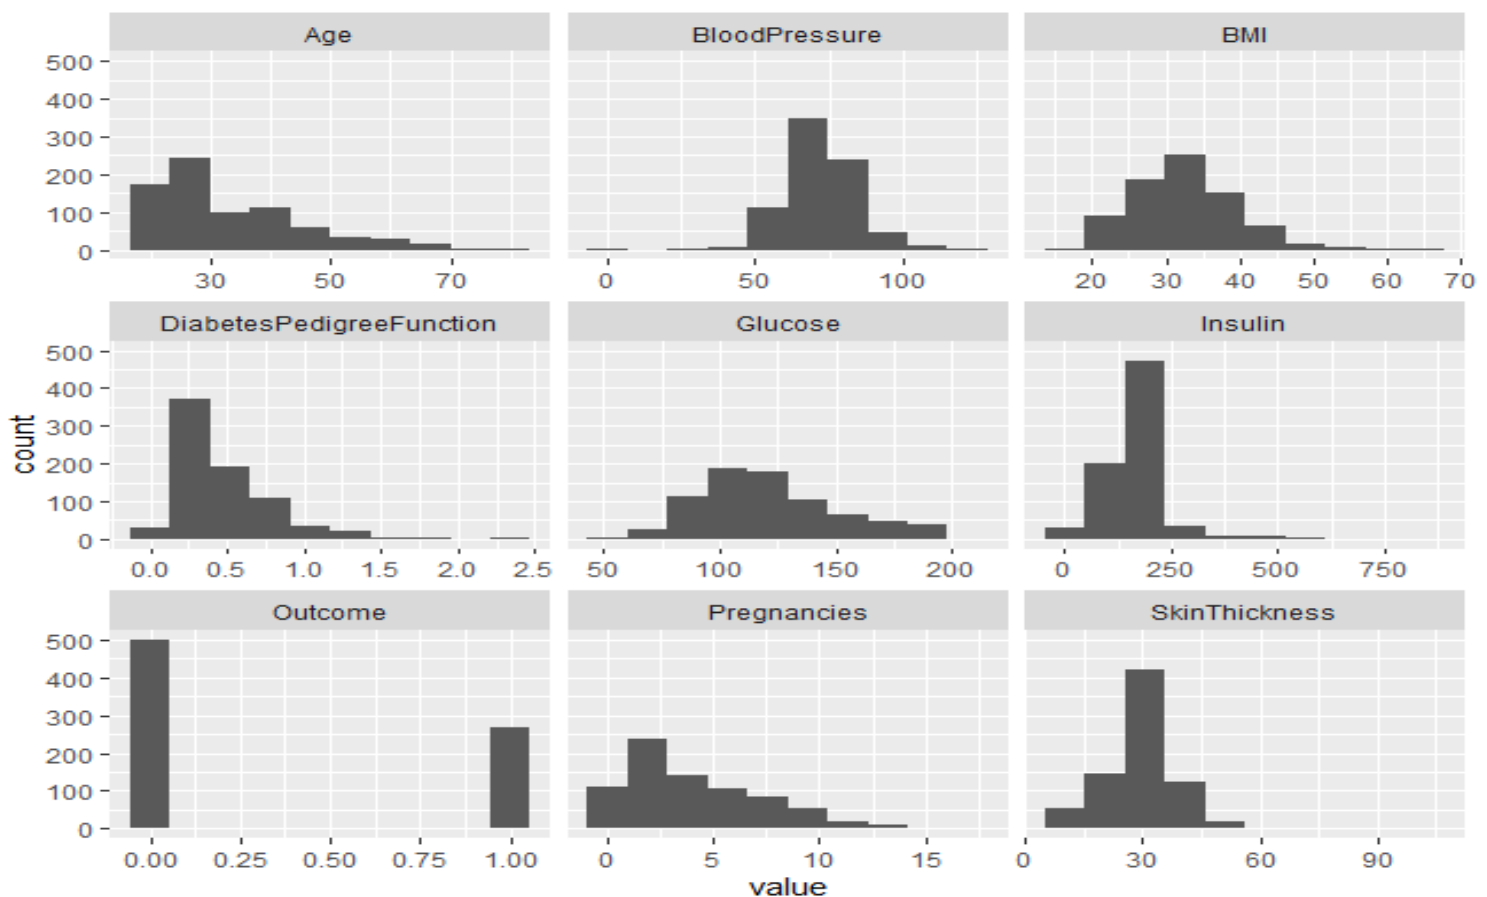 Age BloodPressure BMI
500
400
300
200
100
0
30 50 70 0 50 100 20 30 40 50 60 70
DiabetesPedigreeFunction Glucose Insulin
500
400
300
200
100
0
0.0 0.5 1.0 1.5 2.0 2.5 50 100 150 200 0 250 500 750
count
Outcome Pregnancies SkinThickness
500
400
300
200
100
0
0.00 0.25 0.50 0.75 1.00 0 5 10 15 0 30 60 90
value